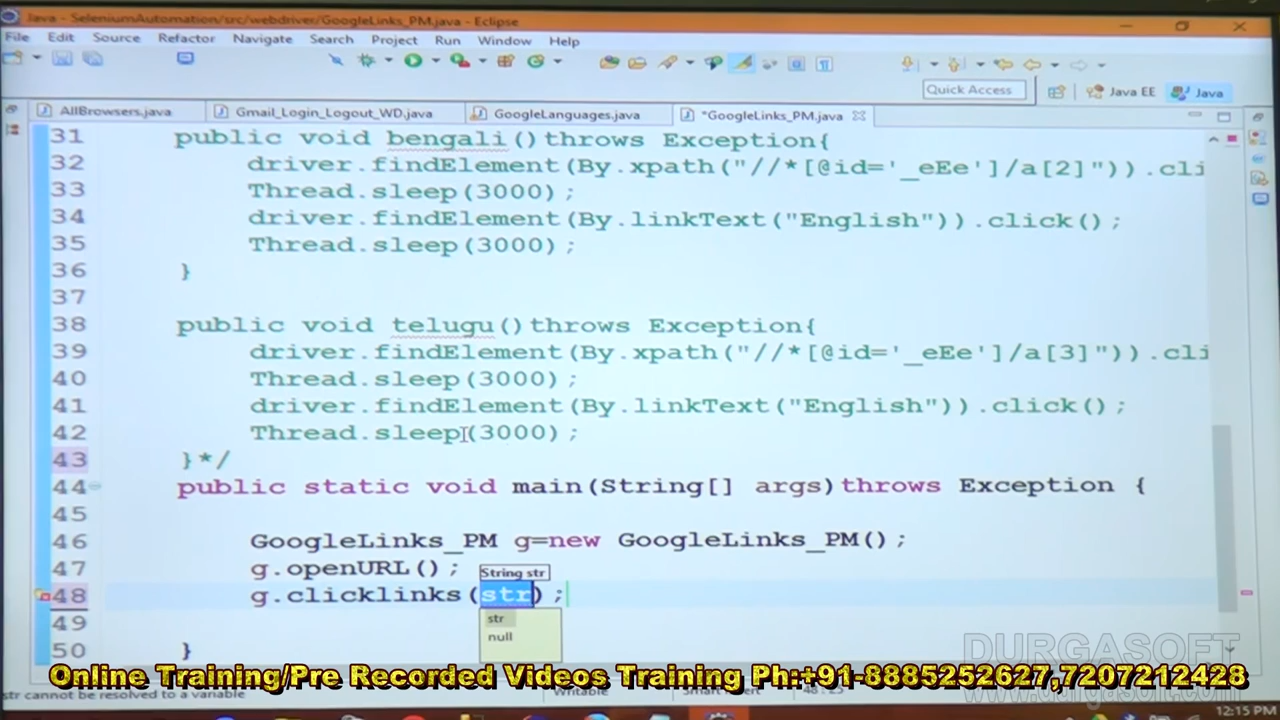 Java - SeleniumAutomation/src/webdriver/GoogleLinks_PM.java - Eclipse
File Edit Source Refactor Navigate Search Project Run Window Help
Quick Access Java EE Java
AllBrowsers.java Gmail_Login_Logout_WD.java GoogleLanguages.java *GoogleLinks_PM.java
31 public void bengali()throws Exception{
32 driver.findElement(By.xpath("//*[@id='_eEe']/a[2]")).cli
33 Thread.sleep(3000);
34 driver.findElement(By.linkText("English")).click();
35 Thread.sleep(3000);
36 }
37
38 public void telugu()throws Exception{
39 driver.findElement(By.xpath("//*[@id='_eEe']/a[3]")).cli
40 Thread.sleep(3000);
41 driver.findElement(By.linkText("English")).click();
42 Thread.sleep(3000);
43 }*/
44 public static void main(String[] args)throws Exception {
45
46 GoogleLinks_PM g=new GoogleLinks_PM();
47 g.openURL();
String str
48 g.clicklinks(str);
str
49
null
50 }
DURGASOFT
Online Training/Pre Recorded Videos Training Ph:+91-8885252627,7207212428
str cannot be resolved to a variable Writable Smart Insert 48:23
12:15 PM